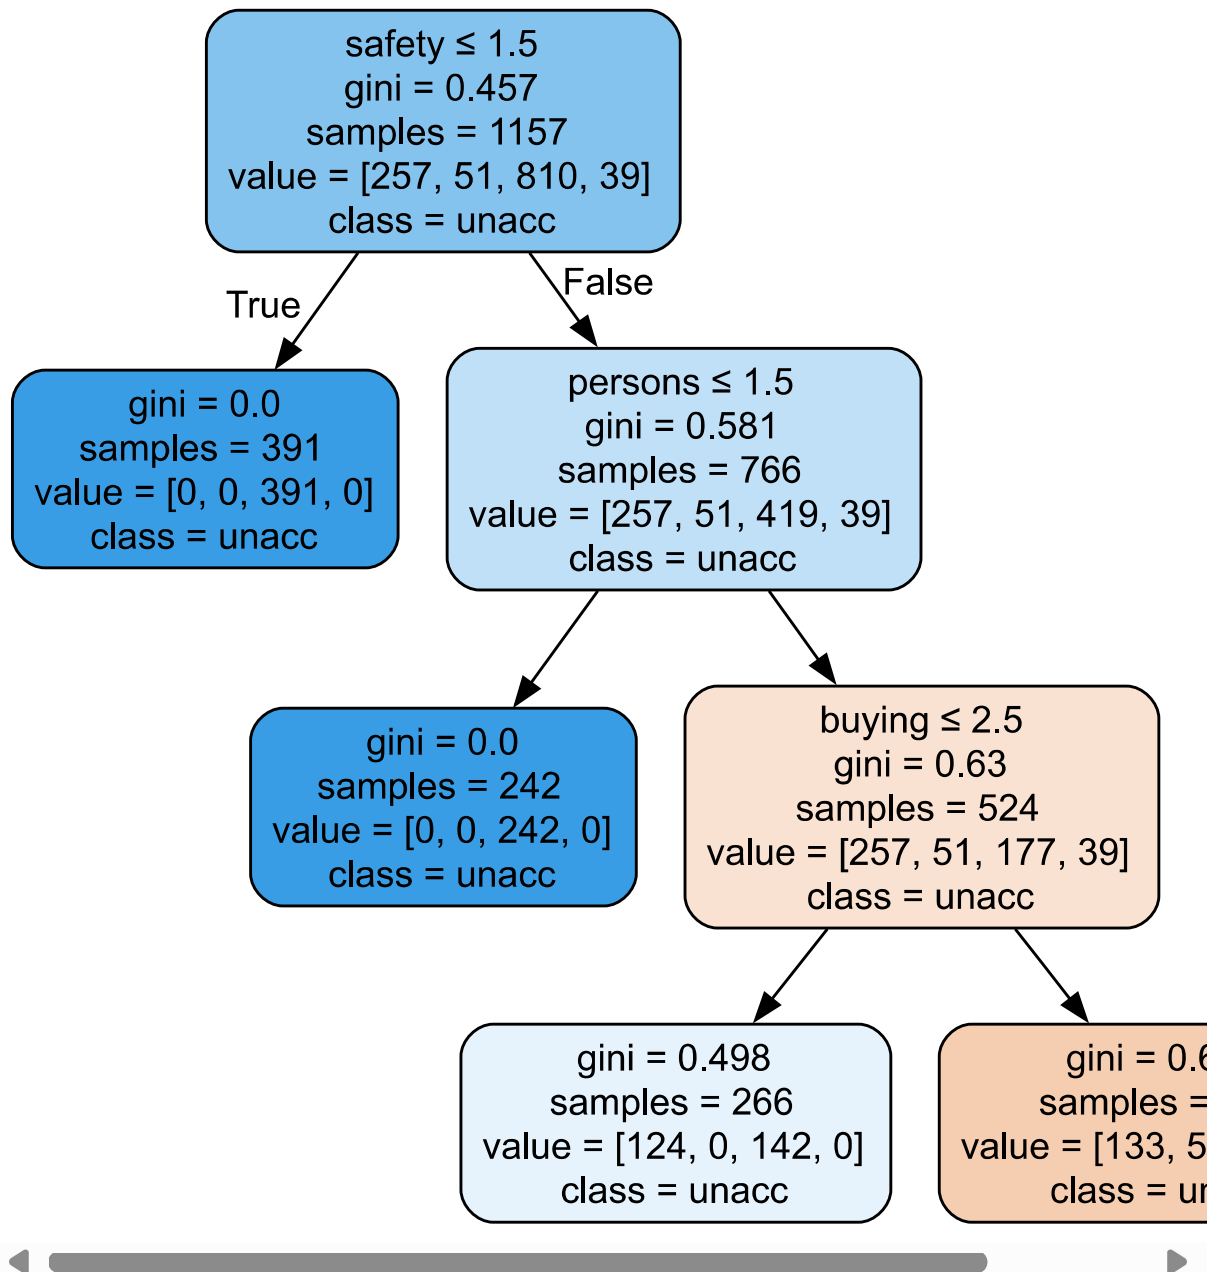 safety ≤ 1.5
gini = 0.457
samples = 1157
value = [257, 51, 810, 39]
class = unacc
True
False
gini = 0.0
samples = 391
value = [0, 0, 391, 0]
class = unacc
persons ≤ 1.5
gini = 0.581
samples = 766
value = [257, 51, 419, 39]
class = unacc
gini = 0.0
samples = 242
value = [0, 0, 242, 0]
class = unacc
buying ≤ 2.5
gini = 0.63
samples = 524
value = [257, 51, 177, 39]
class = unacc
gini = 0.498
samples = 266
value = [124, 0, 142, 0]
class = unacc
gini =
samples =
value = [133,
class =